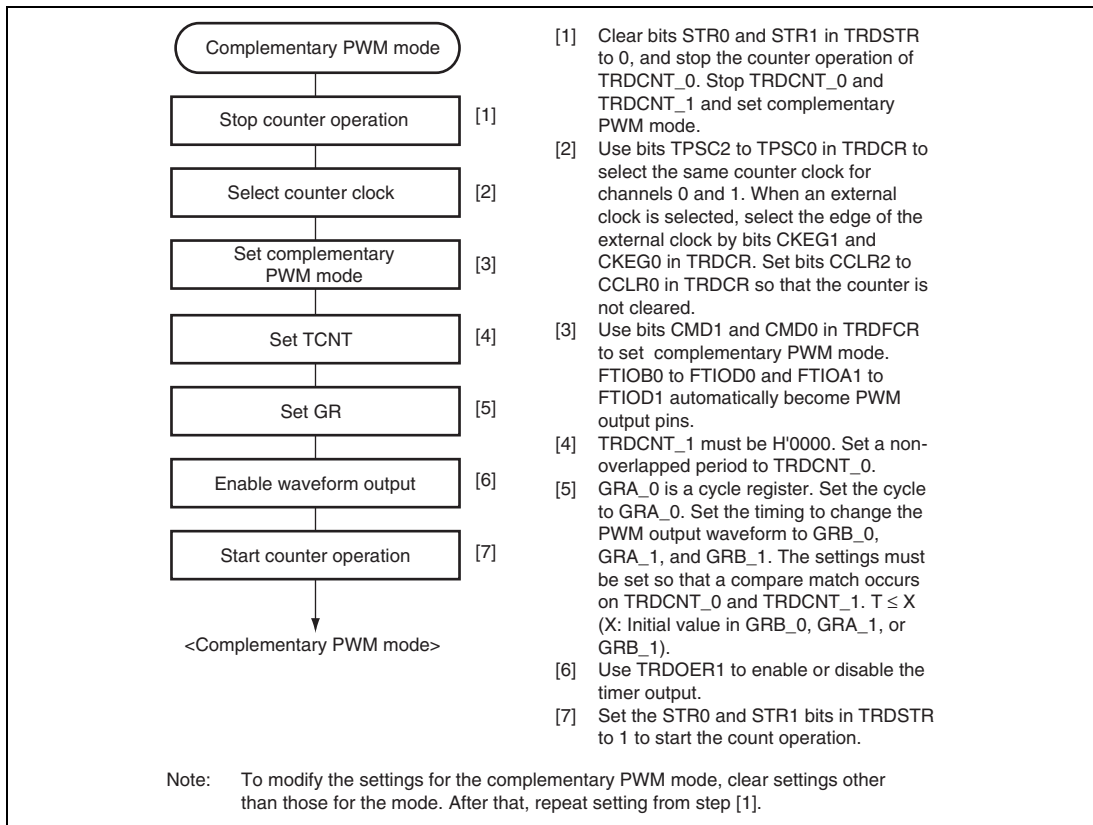 Complementary PWM mode
Stop counter operation
[1]
Select counter clock
[2]
Set complementary
PWM mode
[3]
Set TCNT
[4]
Set GR
[5]
Enable waveform output
[6]
Start counter operation
[7]
<Complementary PWM mode>
[1] Clear bits STR0 and STR1 in TRDSTR
to 0, and stop the counter operation of
TRDCNT_0. Stop TRDCNT_0 and
TRDCNT_1 and set complementary
PWM mode.
[2] Use bits TPSC2 to TPSC0 in TRDCR to
select the same counter clock for
channels 0 and 1. When an external
clock is selected, select the edge of the
external clock by bits CKEG1 and
CKEG0 in TRDCR. Set bits CCLR2 to
CCLR0 in TRDCR so that the counter is
not cleared.
[3] Use bits CMD1 and CMD0 in TRDFCR
to set complementary PWM mode.
FTIOB0 to FTIOD0 and FTIOA1 to
FTIOD1 automatically become PWM
output pins.
[4] TRDCNT_1 must be H'0000. Set a non-
overlapped period to TRDCNT_0.
[5] GRA_0 is a cycle register. Set the cycle
to GRA_0. Set the timing to change the
PWM output waveform to GRB_0,
GRA_1, and GRB_1. The settings must
be set so that a compare match occurs
on TRDCNT_0 and TRDCNT_1. T ≤ X
(X: Initial value in GRB_0, GRA_1, or
GRB_1).
[6] Use TRDOER1 to enable or disable the
timer output.
[7] Set the STR0 and STR1 bits in TRDSTR
to 1 to start the count operation.
Note: To modify the settings for the complementary PWM mode, clear settings other
than those for the mode. After that, repeat setting from step [1].